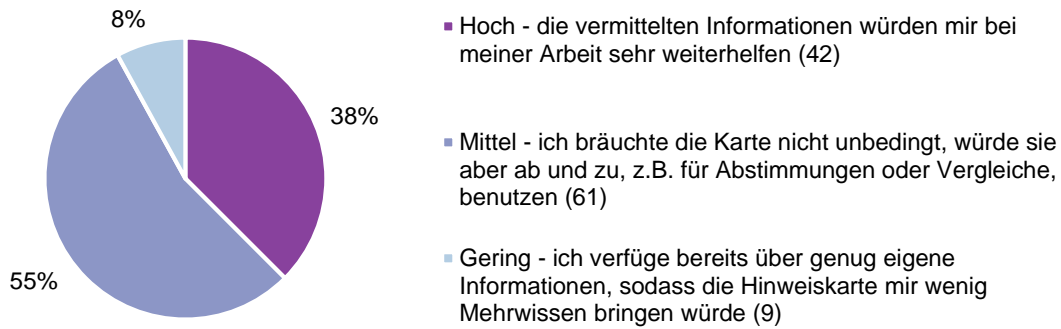 8%
38%
55%
Hoch - die vermittelten Informationen würden mir bei
meiner Arbeit sehr weiterhelfen (42)
Mittel - ich bräuchte die Karte nicht unbedingt, würde sie
aber ab und zu, z.B. für Abstimmungen oder Vergleiche,
benutzen (61)
Gering - ich verfüge bereits über genug eigene
Informationen, sodass die Hinweiskarte mir wenig
Mehrwissen bringen würde (9)